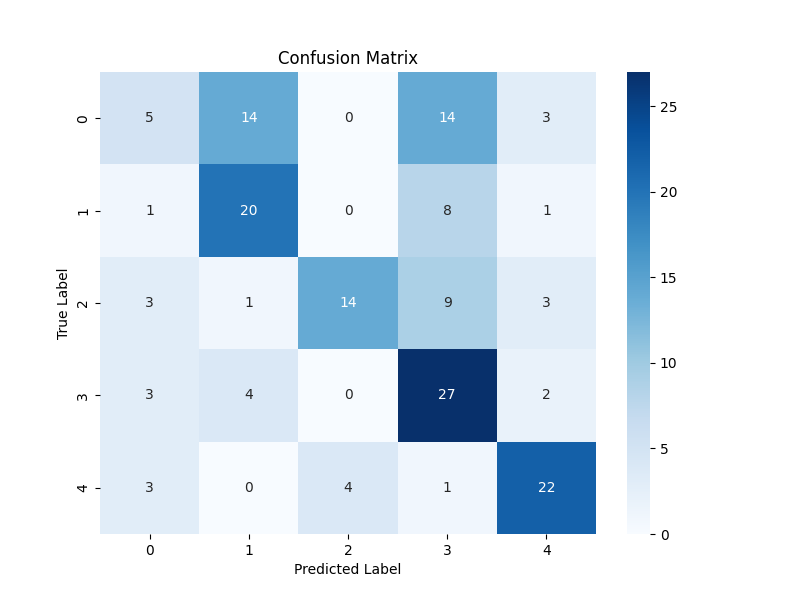 Confusion Matrix
True Label
0 5 14 0 14 3
1 1 20 0 8 1
2 3 1 14 9 3
3 3 4 0 27 2
4 3 0 4 1 22
0 1 2 3 4
Predicted Label
25
20
15
10
5
0